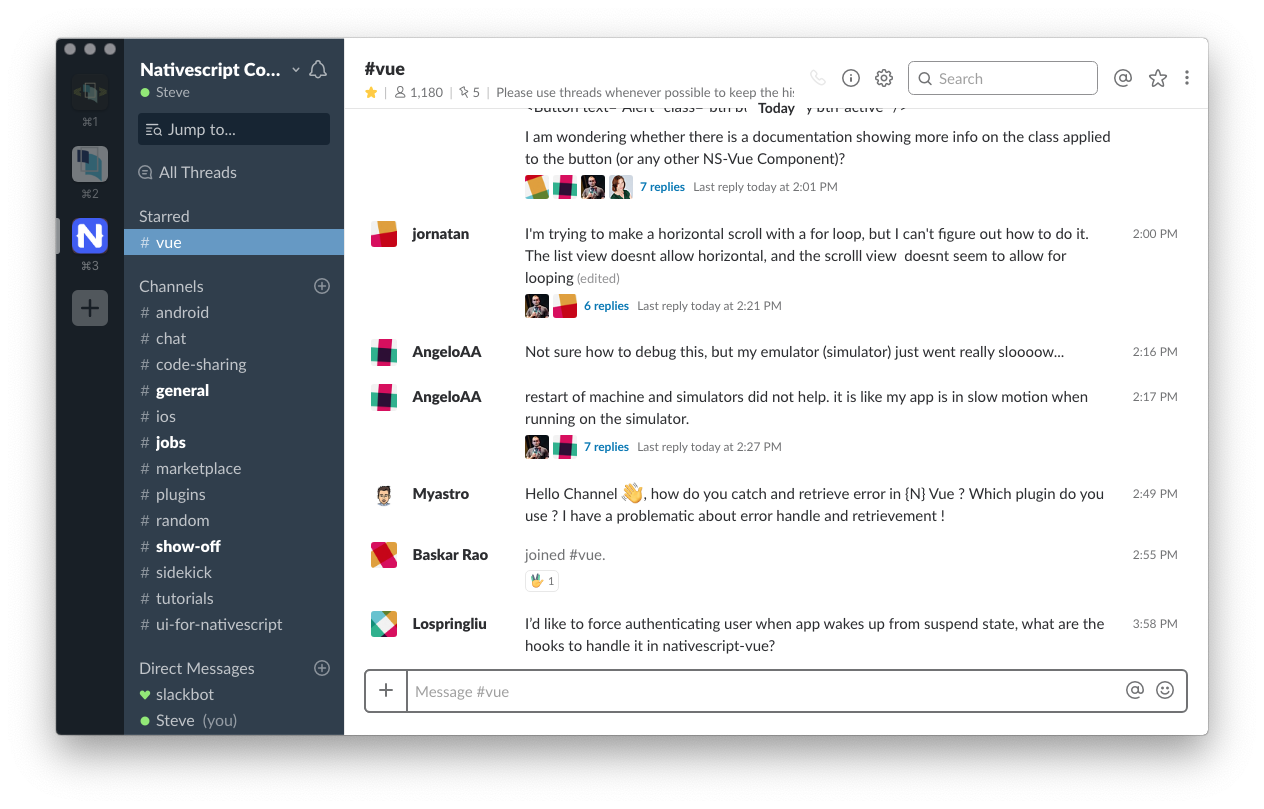 ⌘1
⌘2
N
⌘3
Nativescript Co...
Steve
Jump to...
All Threads
Starred
# vue
Channels
# android
# chat
# code-sharing
# general
# ios
# jobs
# marketplace
# plugins
# random
# show-off
# sidekick
# tutorials
# ui-for-nativescript
Direct Messages
slackbot
Steve (you)
#vue
1,180 | 5 | Please use threads whenever possible to keep the his
Search
Today
I am wondering whether there is a documentation showing more info on the class applied
to the button (or any other NS-Vue Component)?
7 replies Last reply today at 2:01 PM
jornatan
I'm trying to make a horizontal scroll with a for loop, but I can't figure out how to do it. 2:00 PM
The list view doesnt allow horizontal, and the scrolll view doesnt seem to allow for
looping (edited)
6 replies Last reply today at 2:21 PM
AngeloAA Not sure how to debug this, but my emulator (simulator) just went really sloooow... 2:16 PM
AngeloAA restart of machine and simulators did not help. it is like my app is in slow motion when 2:17 PM
running on the simulator.
7 replies Last reply today at 2:27 PM
Myastro Hello Channel 👋, how do you catch and retrieve error in {N} Vue ? Which plugin do you 2:49 PM
use ? I have a problematic about error handle and retrievement !
Baskar Rao joined #vue. 2:55 PM
1
Lospringliu I’d like to force authenticating user when app wakes up from suspend state, what are the 3:58 PM
hooks to handle it in nativescript-vue?
Message #vue